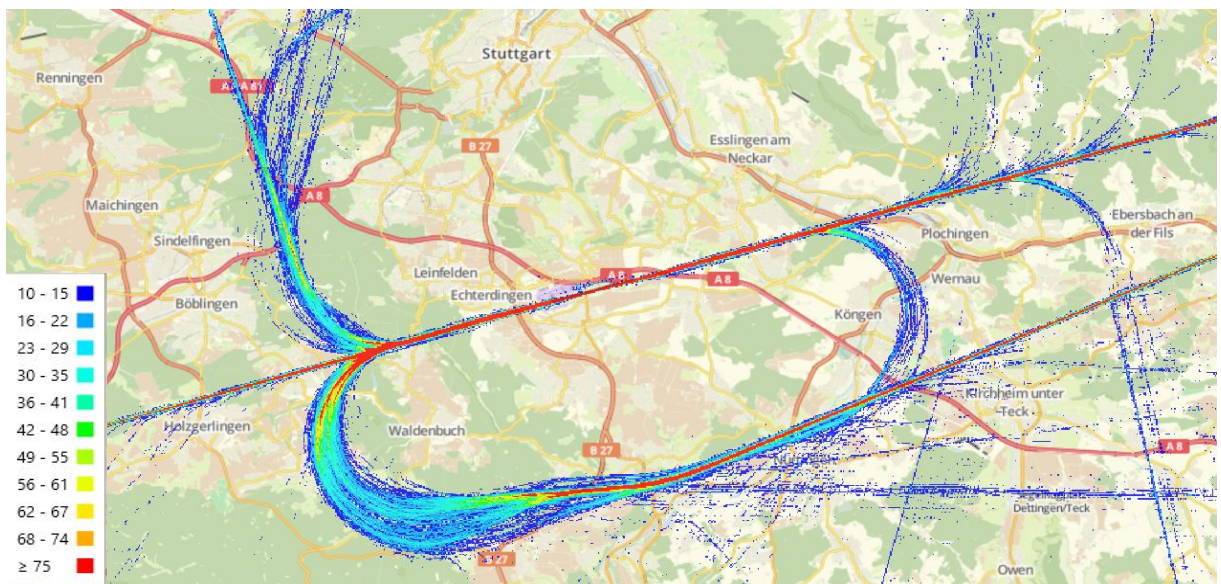 Stuttgart
Renningen
B 27
Esslingen am
Neckar
Maichingen
A 8
Sindelfingen
Ebersbach an
der Fils
Plochingen
Leinfelden
Wernau
A 8
A 8
Echterdingen
Böblingen
Köngen
Kirchheim unter
Teck
Holzgerlingen
Waldenbuch
B 27
A 8
Dettingen/Teck
B 27
Owen
10 - 15
16 - 22
23 - 29
30 - 35
36 - 41
42 - 48
49 - 55
56 - 61
62 - 67
68 - 74
≥ 75